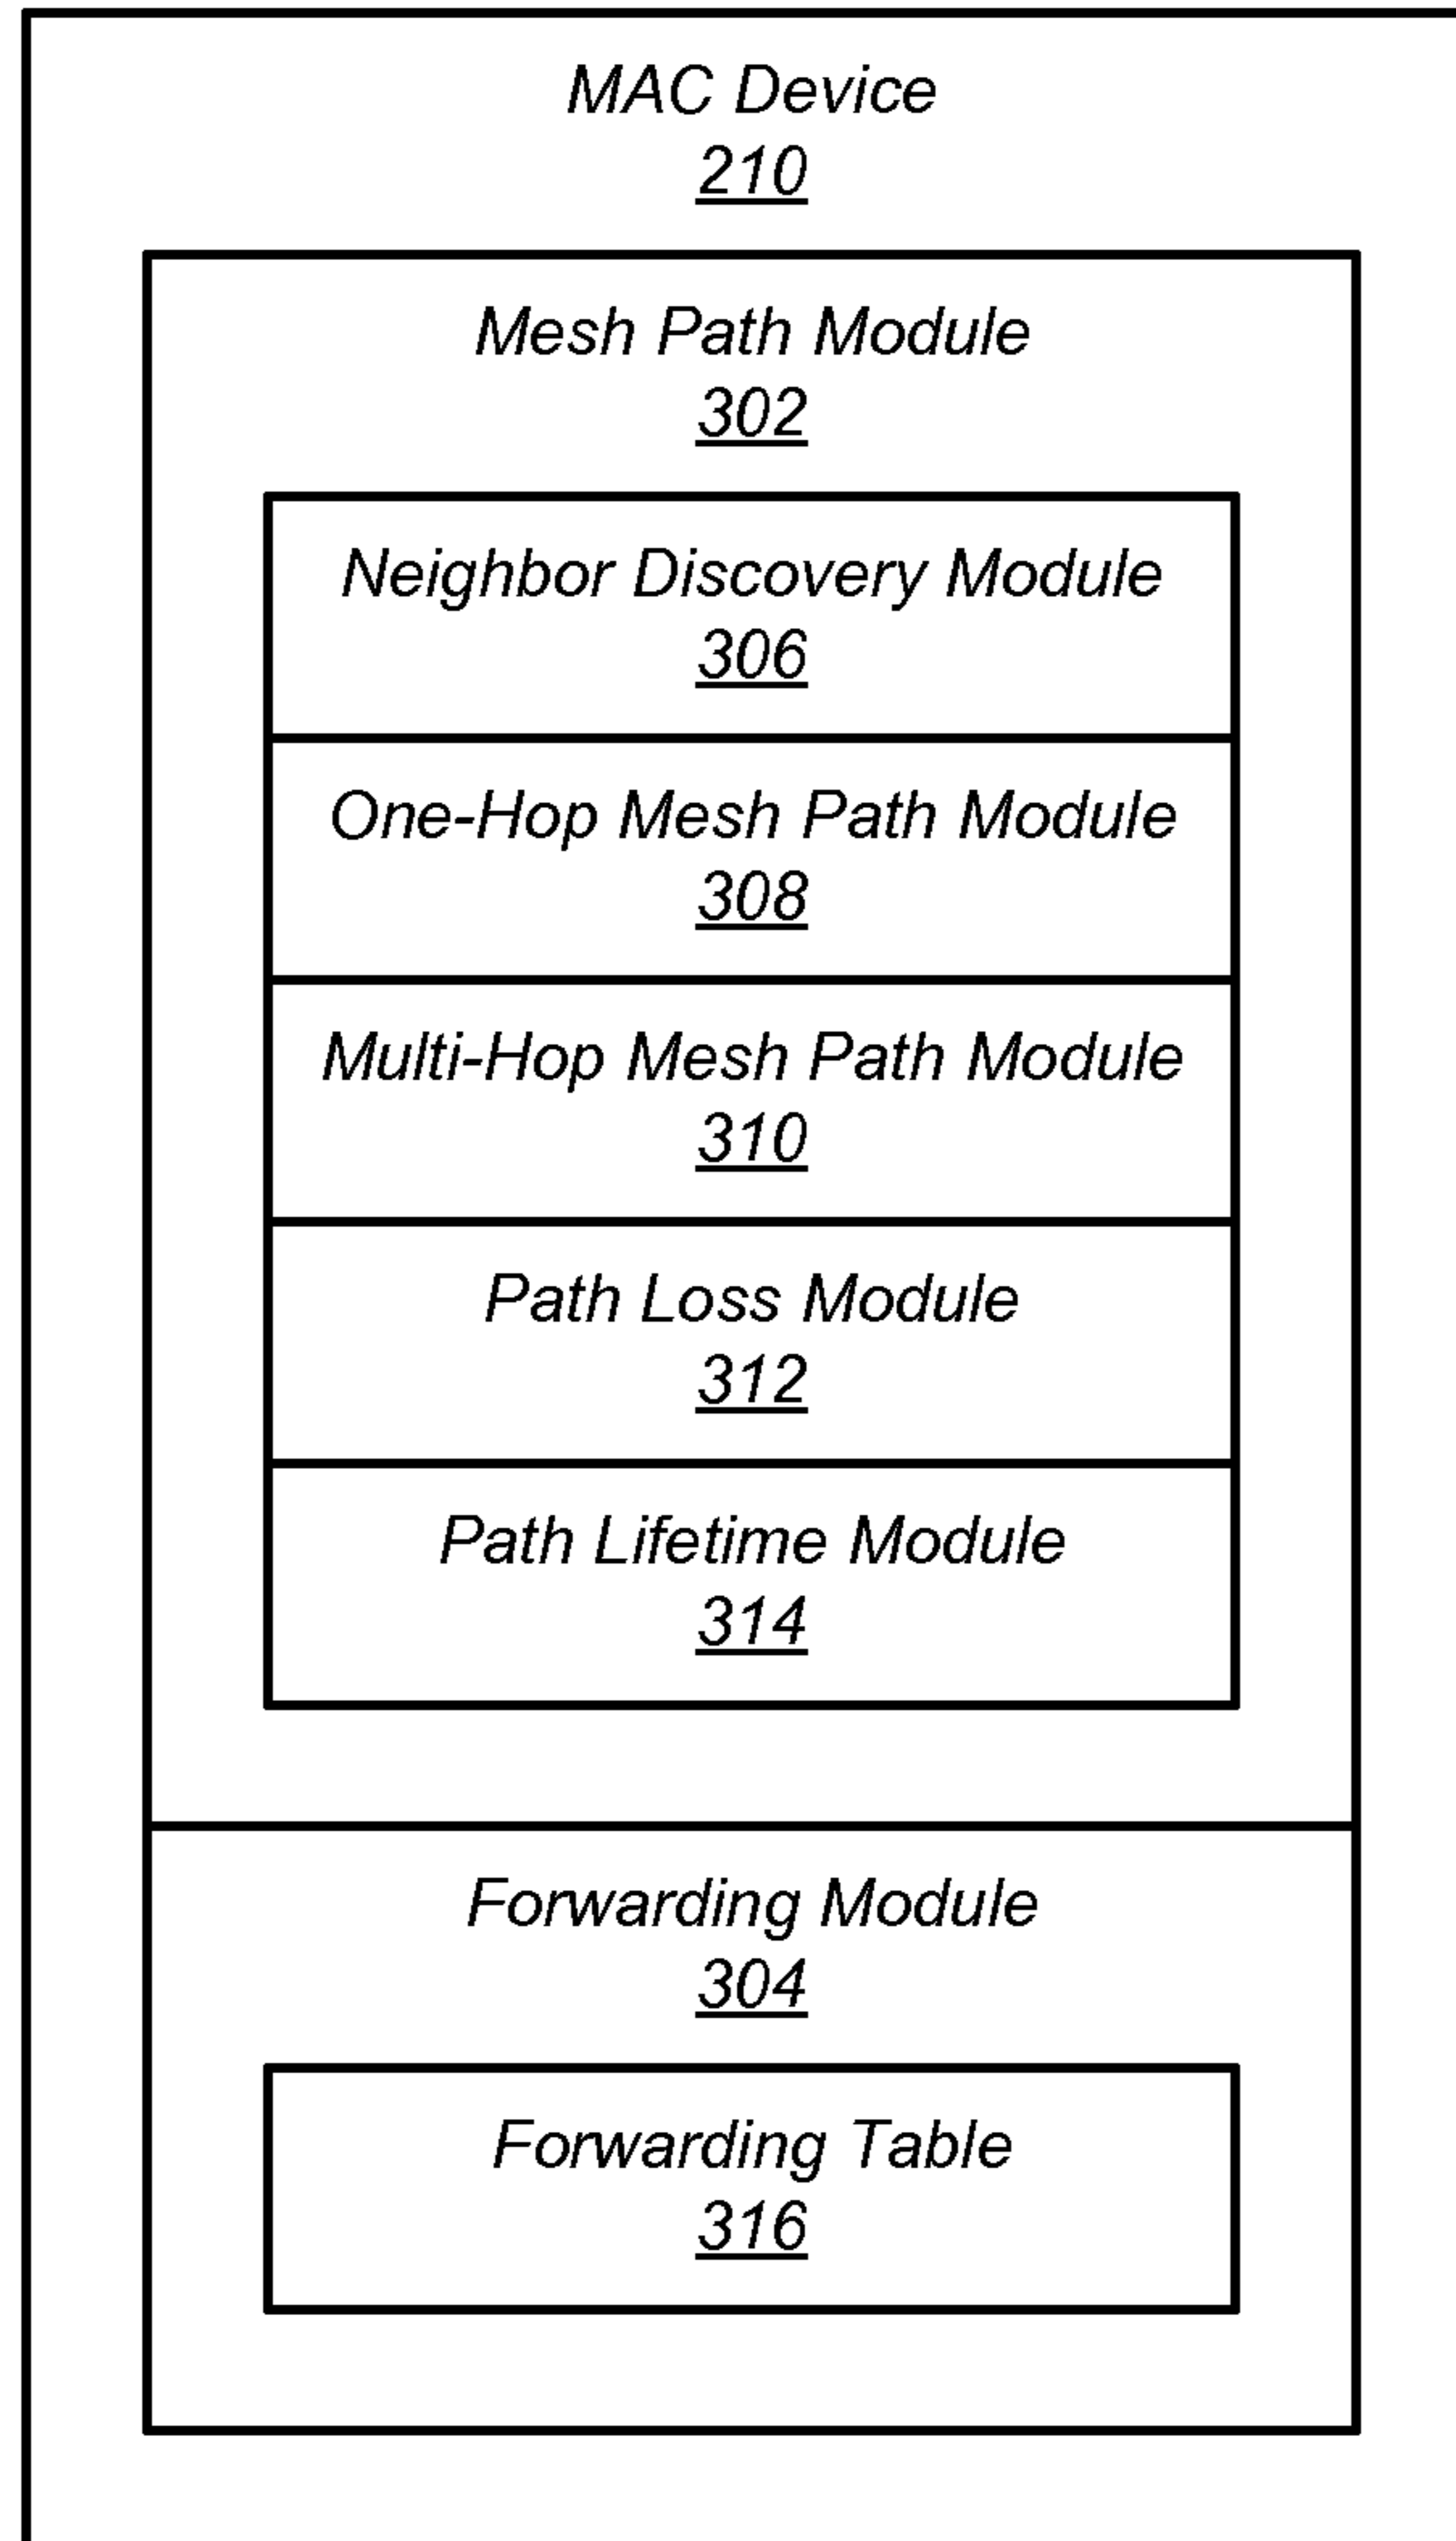 MAC Device
210
Mesh Path Module
302
Neighbor Discovery Module
306
One-Hop Mesh Path Module
308
Multi-Hop Mesh Path Module
310
Path Loss Module
312
Path Lifetime Module
314
Forwarding Module
304
Forwarding Table
316